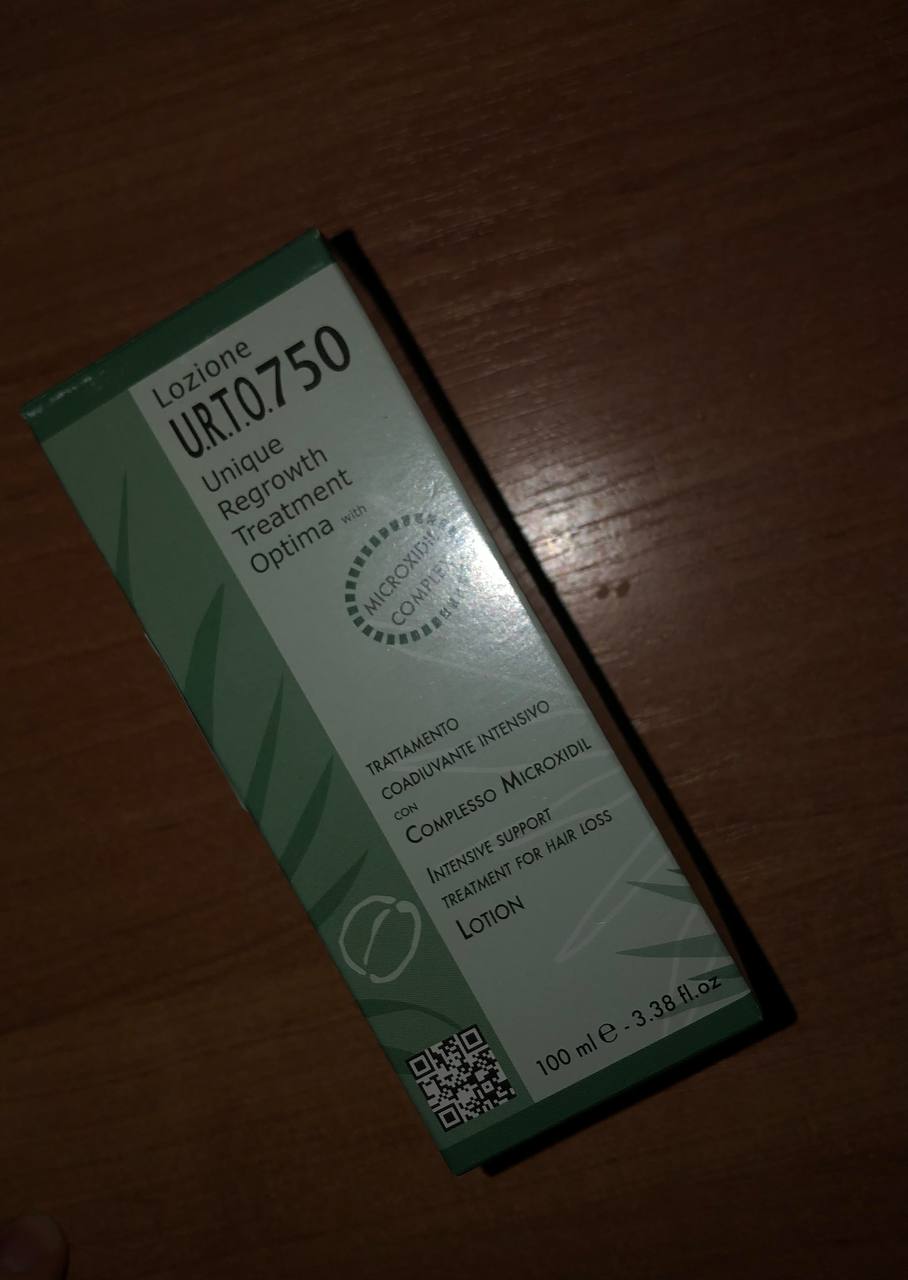 Lozione
U.R.T.O.750
Unique
Regrowth
Treatment
Optima with
MICROXIDIL
COMPLEX
TRATTAMENTO
COADIUVANTE INTENSIVO
CON
COMPLESSO MICROXIDIL
INTENSIVE SUPPORT
TREATMENT FOR HAIR LOSS
LOTION
100 ml ℮ - 3.38 fl.oz